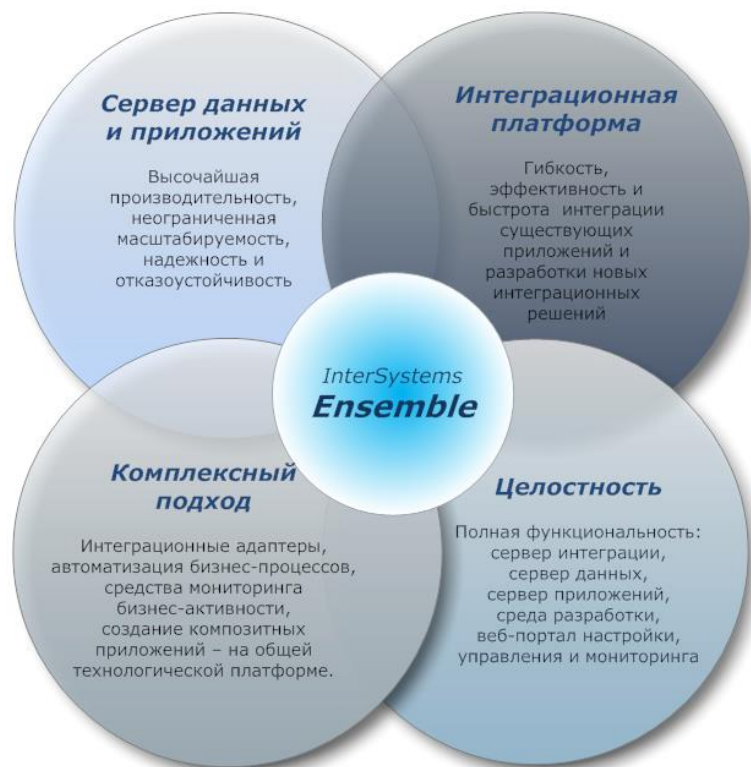 Сервер данных
и приложений
Высочайшая
производительность,
неограниченная
масштабируемость,
надежность и
отказоустойчивость
Интеграционная
платформа
Гибкость,
эффективность и
быстрота интеграции
существующих
приложений и
разработки новых
интеграционных
решений
InterSystems
Ensemble
Комплексный
подход
Интеграционные адаптеры,
автоматизация бизнес-процессов,
средства мониторинга
бизнес-активности,
создание композитных
приложений – на общей
технологической платформе.
Целостность
Полная функциональность:
сервер интеграции,
сервер данных,
сервер приложений,
среда разработки,
веб-портал настройки,
управления и мониторинга